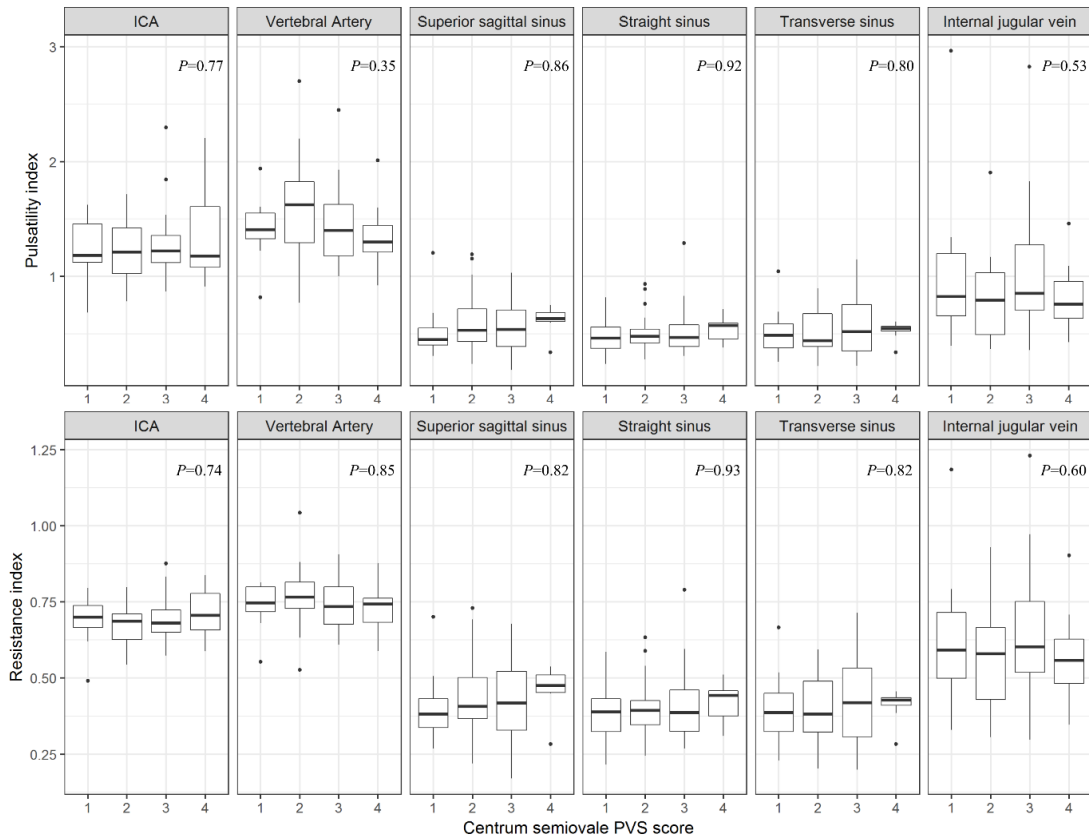 ICA Vertebral Artery Superior sagittal sinus Straight sinus Transverse sinus Internal jugular vein
P=0.77 P=0.35 P=0.86 P=0.92 P=0.80 P=0.53
3
2
1
Pulsatility index
1 2 3 4 1 2 3 4 1 2 3 4 1 2 3 4 1 2 3 4 1 2 3 4
ICA Vertebral Artery Superior sagittal sinus Straight sinus Transverse sinus Internal jugular vein
P=0.74 P=0.85 P=0.82 P=0.93 P=0.82 P=0.60
1.25
1.00
0.75
0.50
0.25
Resistance index
1 2 3 4 1 2 3 4 1 2 3 4 1 2 3 4 1 2 3 4 1 2 3 4
Centrum semiovale PVS score